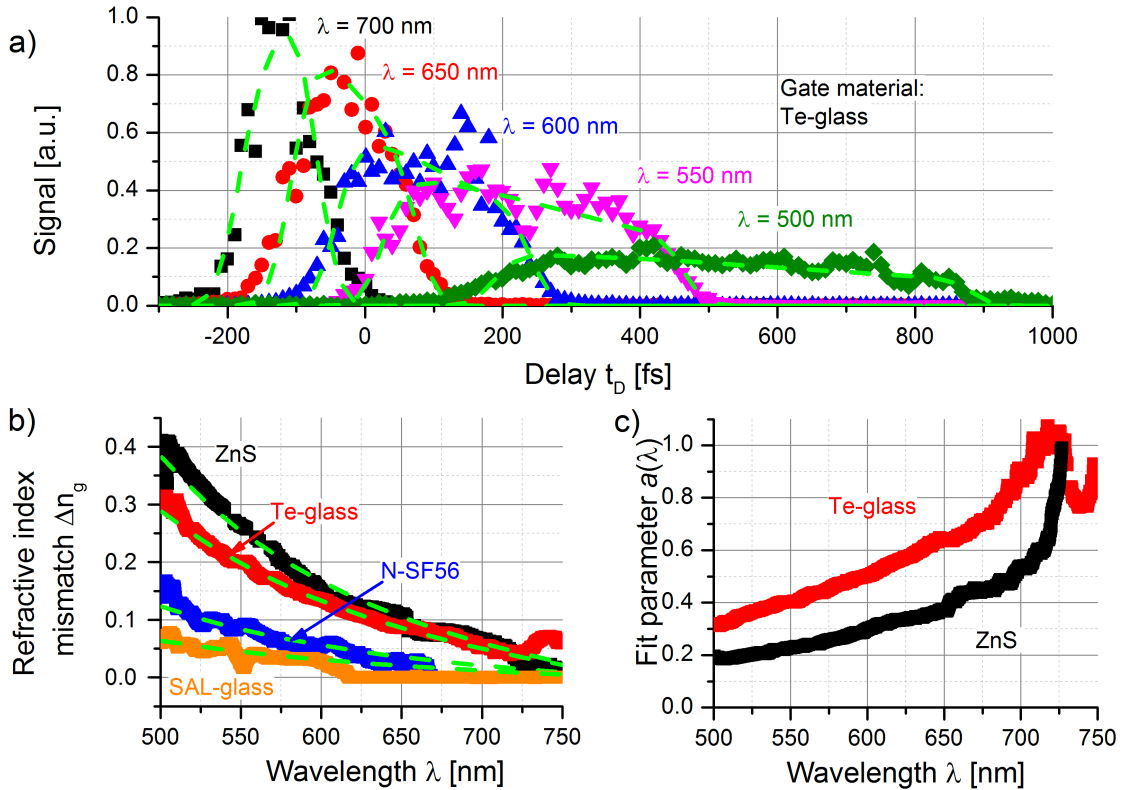 a)
1.0
0.8
0.6
0.4
0.2
0.0
Signal [a.u.]
λ = 700 nm
λ = 650 nm
λ = 600 nm
λ = 550 nm
λ = 500 nm
Gate material:
Te-glass
-200 0 200 400 600 800 1000
Delay t_D [fs]
b)
0.4
0.3
0.2
0.1
0.0
Refractive index
mismatch Δn_g
ZnS
Te-glass
N-SF56
SAL-glass
500 550 600 650 700 750
Wavelength λ [nm]
c)
1.0
0.8
0.6
0.4
0.2
0.0
Fit parameter a(λ)
Te-glass
ZnS
500 550 600 650 700 750
Wavelength λ [nm]